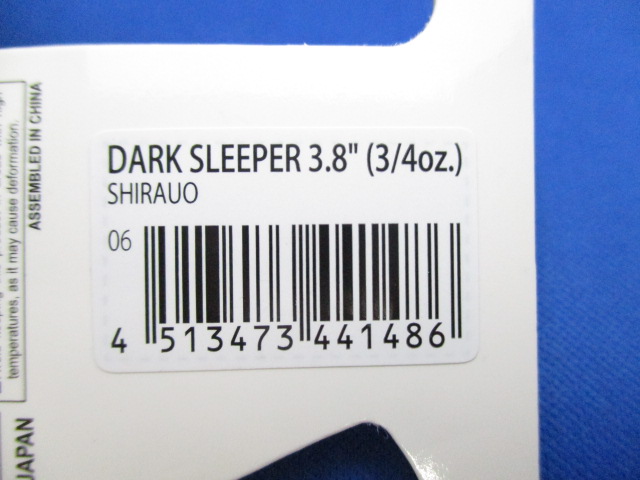 DARK SLEEPER 3.8" (3/4oz.)
SHIRAUO
06
4 513473 441486
temperatures, as it may cause deformation.
ASSEMBLED IN CHINA
JAPAN